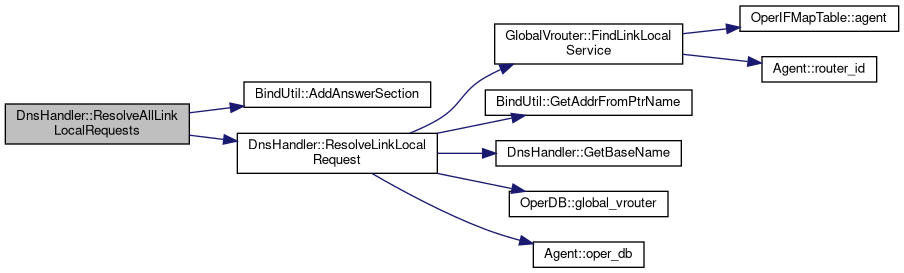 DnsHandler::ResolveAllLink
LocalRequests
BindUtil::AddAnswerSection
DnsHandler::ResolveLinkLocal
Request
GlobalVrouter::FindLinkLocal
Service
BindUtil::GetAddrFromPtrName
DnsHandler::GetBaseName
OperDB::global_vrouter
Agent::oper_db
OperIFMapTable::agent
Agent::router_id